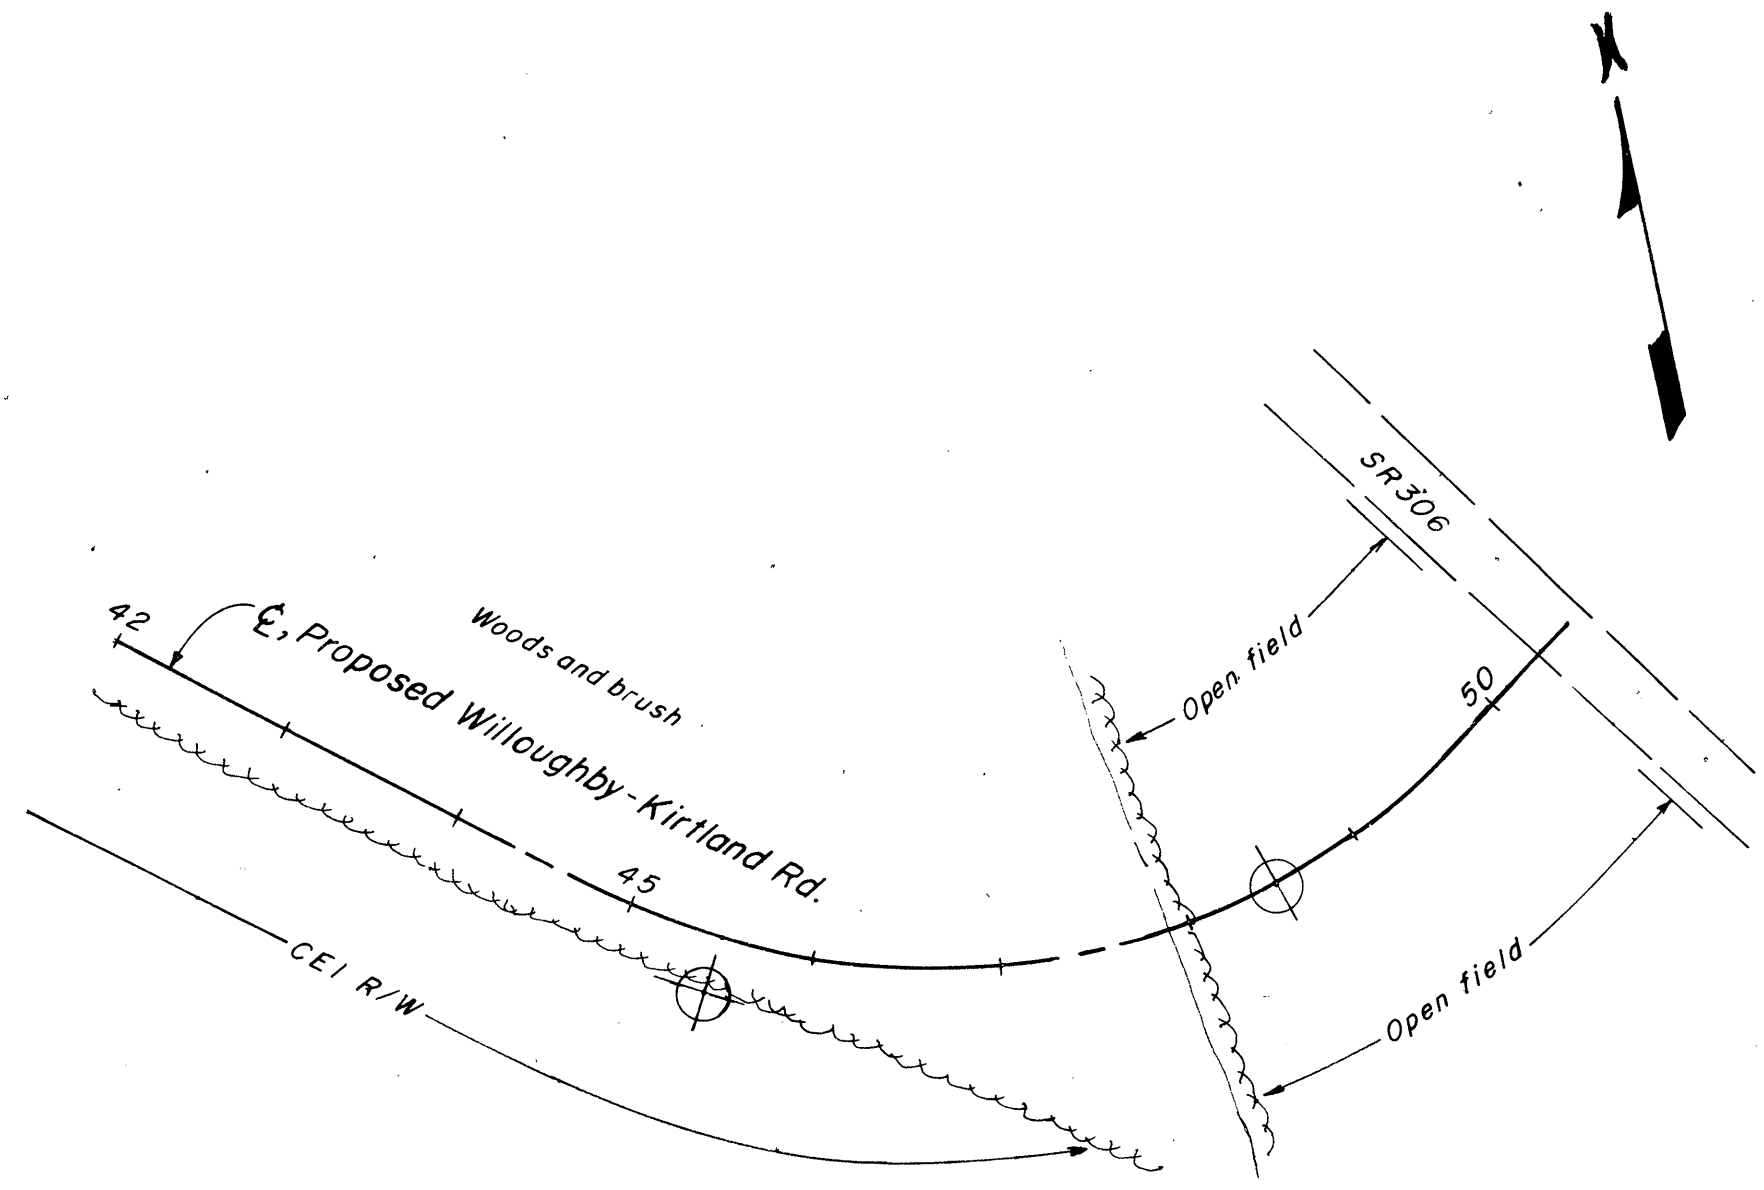 N
SR 306
Open field
42
℄, Proposed Willoughby-Kirtland Rd.
Woods and brush
50
45
CEI R/W
Open field